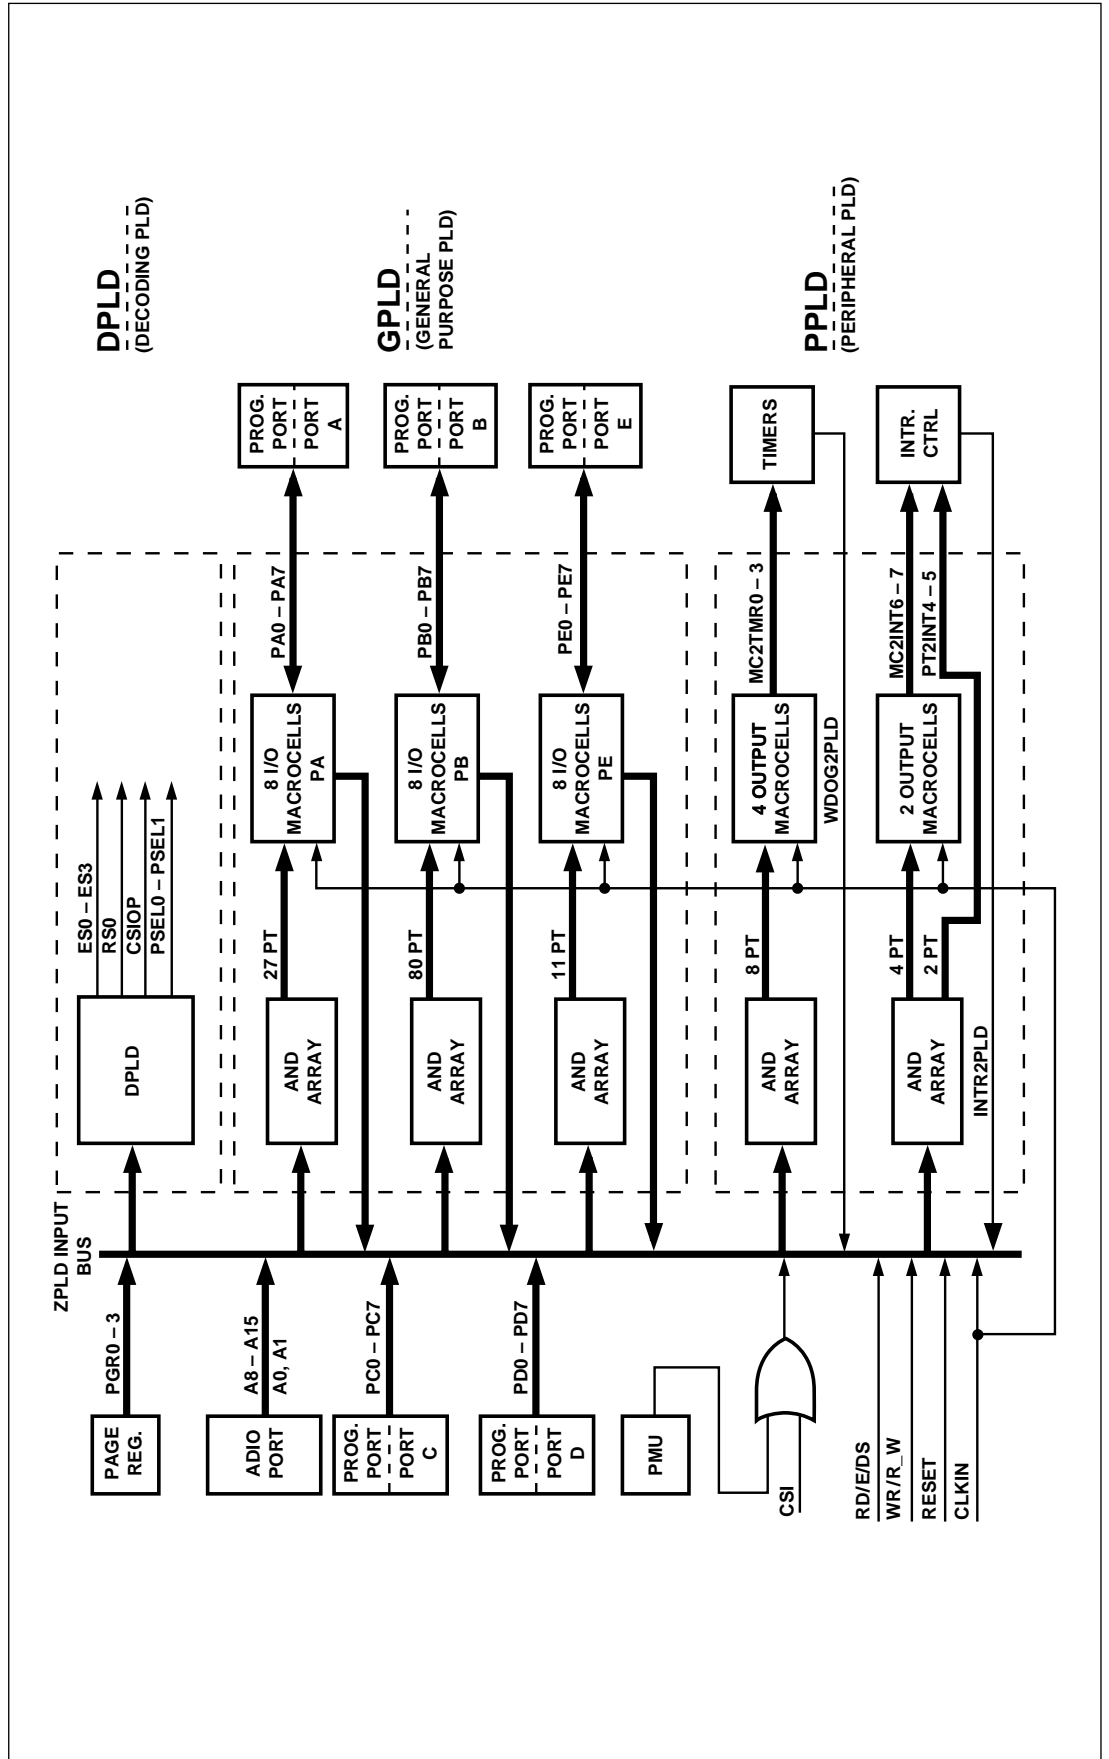 DPLD
(DECODING PLD)
GPLD
(GENERAL
PURPOSE PLD)
PPLD
(PERIPHERAL PLD)
ZPLD INPUT
BUS
PAGE
REG.
PGR0 – 3
DPLD
ES0 – ES3
RS0
CSIOP
PSEL0 – PSEL1
ADIO
PORT
A8 – A15
A0, A1
AND
ARRAY
27 PT
8 I/O
MACROCELLS
PA
PA0 – PA7
PROG.
PORT
PORT
A
PROG.
PORT
PORT
C
PC0 – PC7
AND
ARRAY
80 PT
8 I/O
MACROCELLS
PB
PB0 – PB7
PROG.
PORT
PORT
B
PROG.
PORT
PORT
D
PD0 – PD7
AND
ARRAY
11 PT
8 I/O
MACROCELLS
PE
PE0 – PE7
PROG.
PORT
PORT
E
PMU
CSI
AND
ARRAY
8 PT
4 OUTPUT
MACROCELLS
MC2TMR0 – 3
TIMERS
WDOG2PLD
RD/E/DS
WR/R_W
RESET
CLKIN
AND
ARRAY
4 PT
2 PT
2 OUTPUT
MACROCELLS
MC2INT6 – 7
PT2INT4 – 5
INTR.
CTRL
INTR2PLD